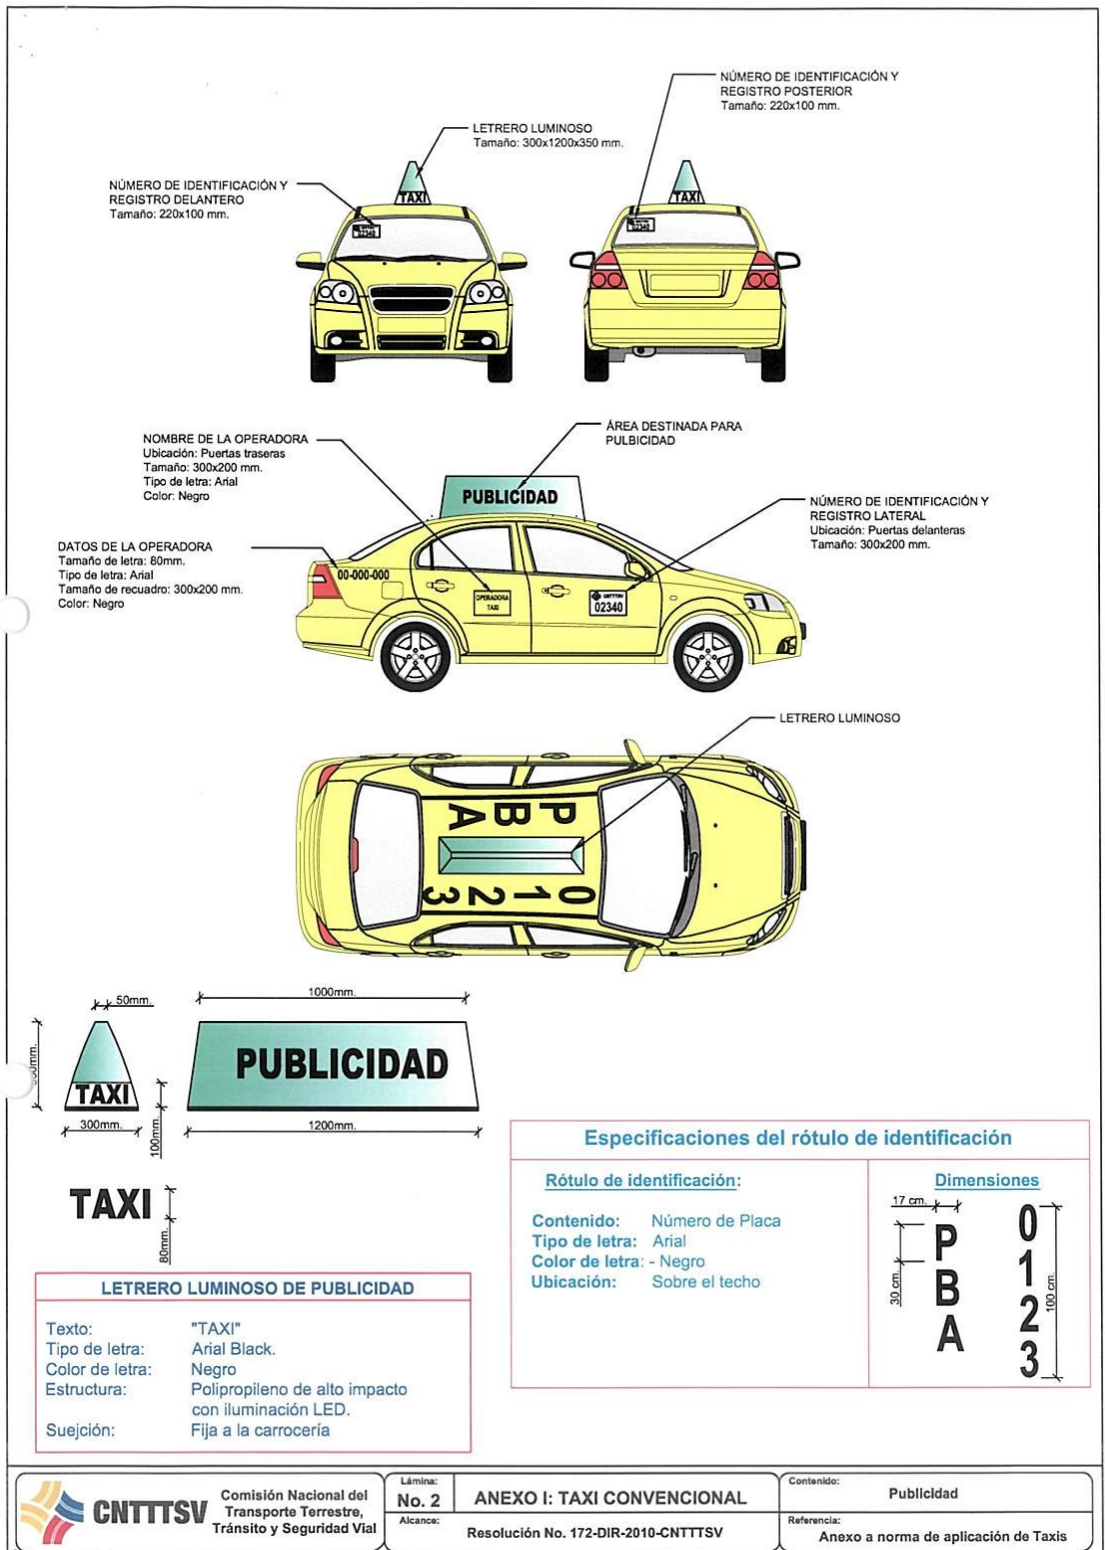 NÚMERO DE IDENTIFICACIÓN Y
REGISTRO POSTERIOR
Tamaño: 220x100 mm.
LETRERO LUMINOSO
Tamaño: 300x1200x350 mm.
NÚMERO DE IDENTIFICACIÓN Y
REGISTRO DELANTERO
Tamaño: 220x100 mm.
TAXI
TAXI
02340
02340
NOMBRE DE LA OPERADORA
Ubicación: Puertas traseras
Tamaño: 300x200 mm.
Tipo de letra: Arial
Color: Negro
ÁREA DESTINADA PARA
PULBICIDAD
PUBLICIDAD
NÚMERO DE IDENTIFICACIÓN Y
REGISTRO LATERAL
Ubicación: Puertas delanteras
Tamaño: 300x200 mm.
DATOS DE LA OPERADORA
Tamaño de letra: 80mm.
Tipo de letra: Arial
Tamaño de recuadro: 300x200 mm.
Color: Negro
00-000-000
OPERADORA
TAXI
CNTTTSV
02340
LETRERO LUMINOSO
P B A
0 1 2 3
50mm.
1000mm.
PUBLICIDAD
TAXI
300mm.
100mm.
1200mm.
TAXI
80mm.
LETRERO LUMINOSO DE PUBLICIDAD
Texto: "TAXI"
Tipo de letra: Arial Black.
Color de letra: Negro
Estructura: Polipropileno de alto impacto
con iluminación LED.
Suejción: Fija a la carrocería
Especificaciones del rótulo de identificación
Rótulo de identificación:
Contenido: Número de Placa
Tipo de letra: Arial
Color de letra: - Negro
Ubicación: Sobre el techo
Dimensiones
17 cm.
30 cm.
P
B
A
0
1
2
3
100 cm.
CNTTTSV
Comisión Nacional del
Transporte Terrestre,
Tránsito y Seguridad Vial
Lámina:
No. 2
ANEXO I: TAXI CONVENCIONAL
Alcance:
Resolución No. 172-DIR-2010-CNTTTSV
Contenido:
Publicidad
Referencia:
Anexo a norma de aplicación de Taxis